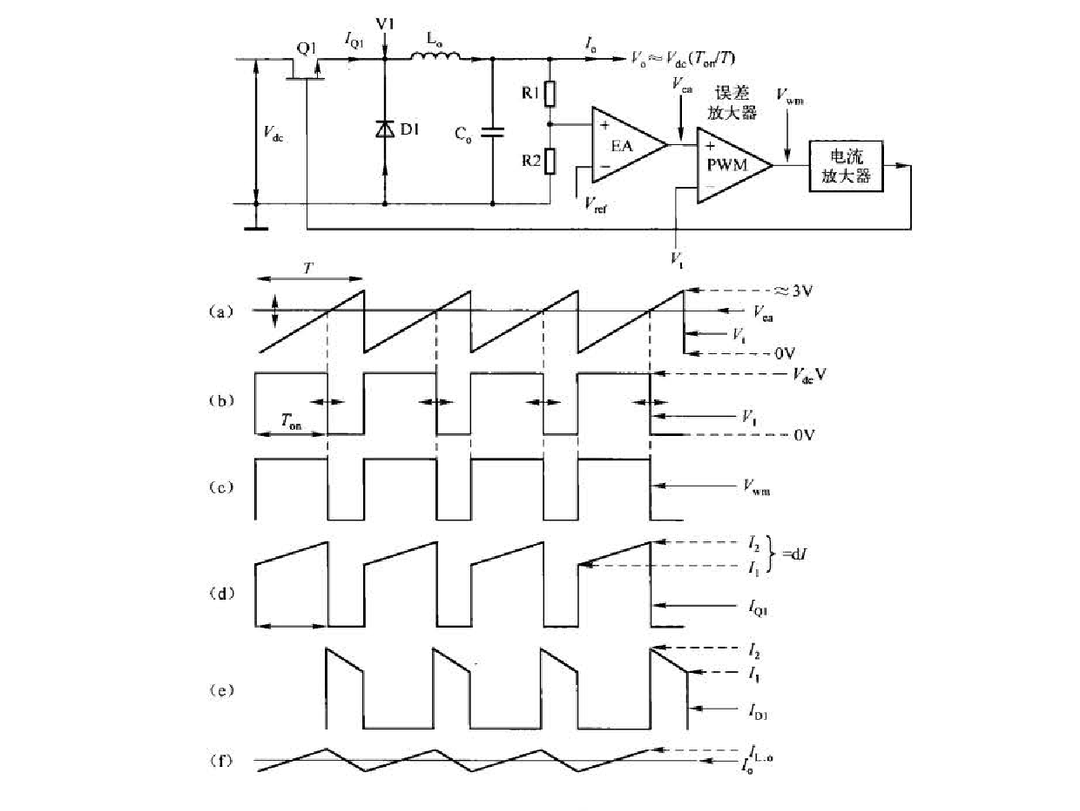 V1
Q1 I_Q1 L_o I_o V_o≈V_dc(T_on/T)
R1 V_ea 误差放大器 V_wm
V_dc D1 C_o + EA − + PWM − 电流放大器
R2 V_ref
V_t
T
(a) ≈3V
V_ea
V_t
0V
(b) V_dc V
T_on V_1
0V
(c) V_wm
(d) I_2
I_1 } =dI
I_Q1
(e) I_2
I_1
I_D1
(f) I_L.o
I_o